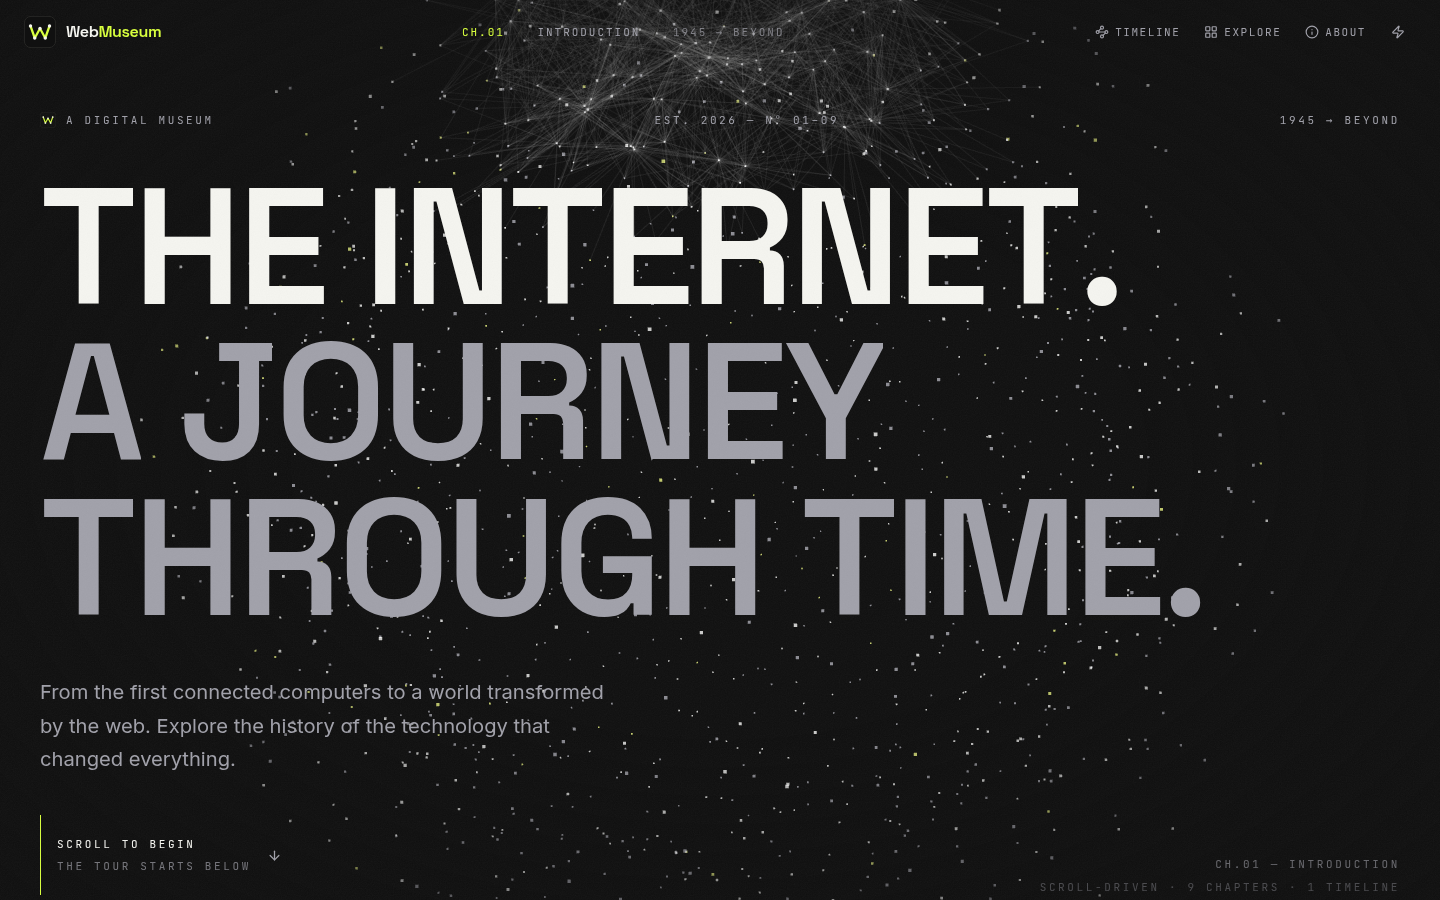 WebMuseum
CH.01 INTRODUCTION · 1945 → BEYOND
TIMELINE EXPLORE ABOUT
A DIGITAL MUSEUM
EST. 2026 — Nº 01–09
1945 → BEYOND
THE INTERNET.
A JOURNEY
THROUGH TIME.
From the first connected computers to a world transformed
by the web. Explore the history of the technology that
changed everything.
SCROLL TO BEGIN
THE TOUR STARTS BELOW
CH.01 — INTRODUCTION
SCROLL-DRIVEN · 9 CHAPTERS · 1 TIMELINE